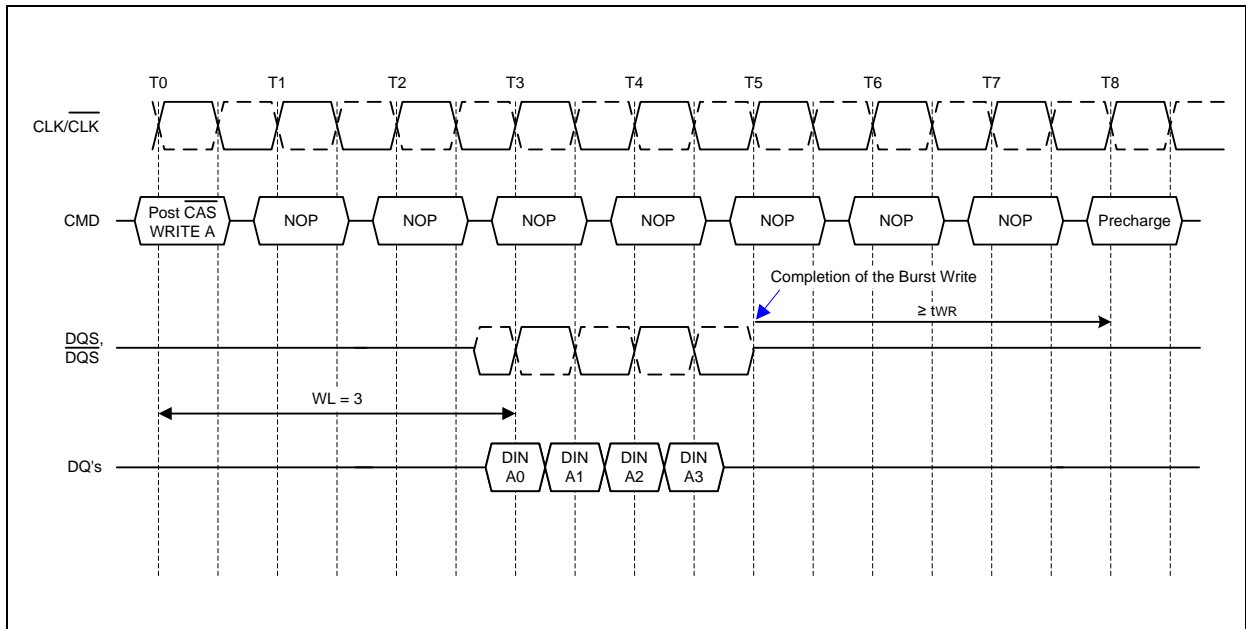 T0 T1 T2 T3 T4 T5 T6 T7 T8
CLK/CLK
CMD
Post CAS
WRITE A
NOP NOP NOP NOP NOP NOP NOP Precharge
Completion of the Burst Write
≥ tWR
DQS,
DQS
WL = 3
DQ's
DIN DIN DIN DIN
A0 A1 A2 A3